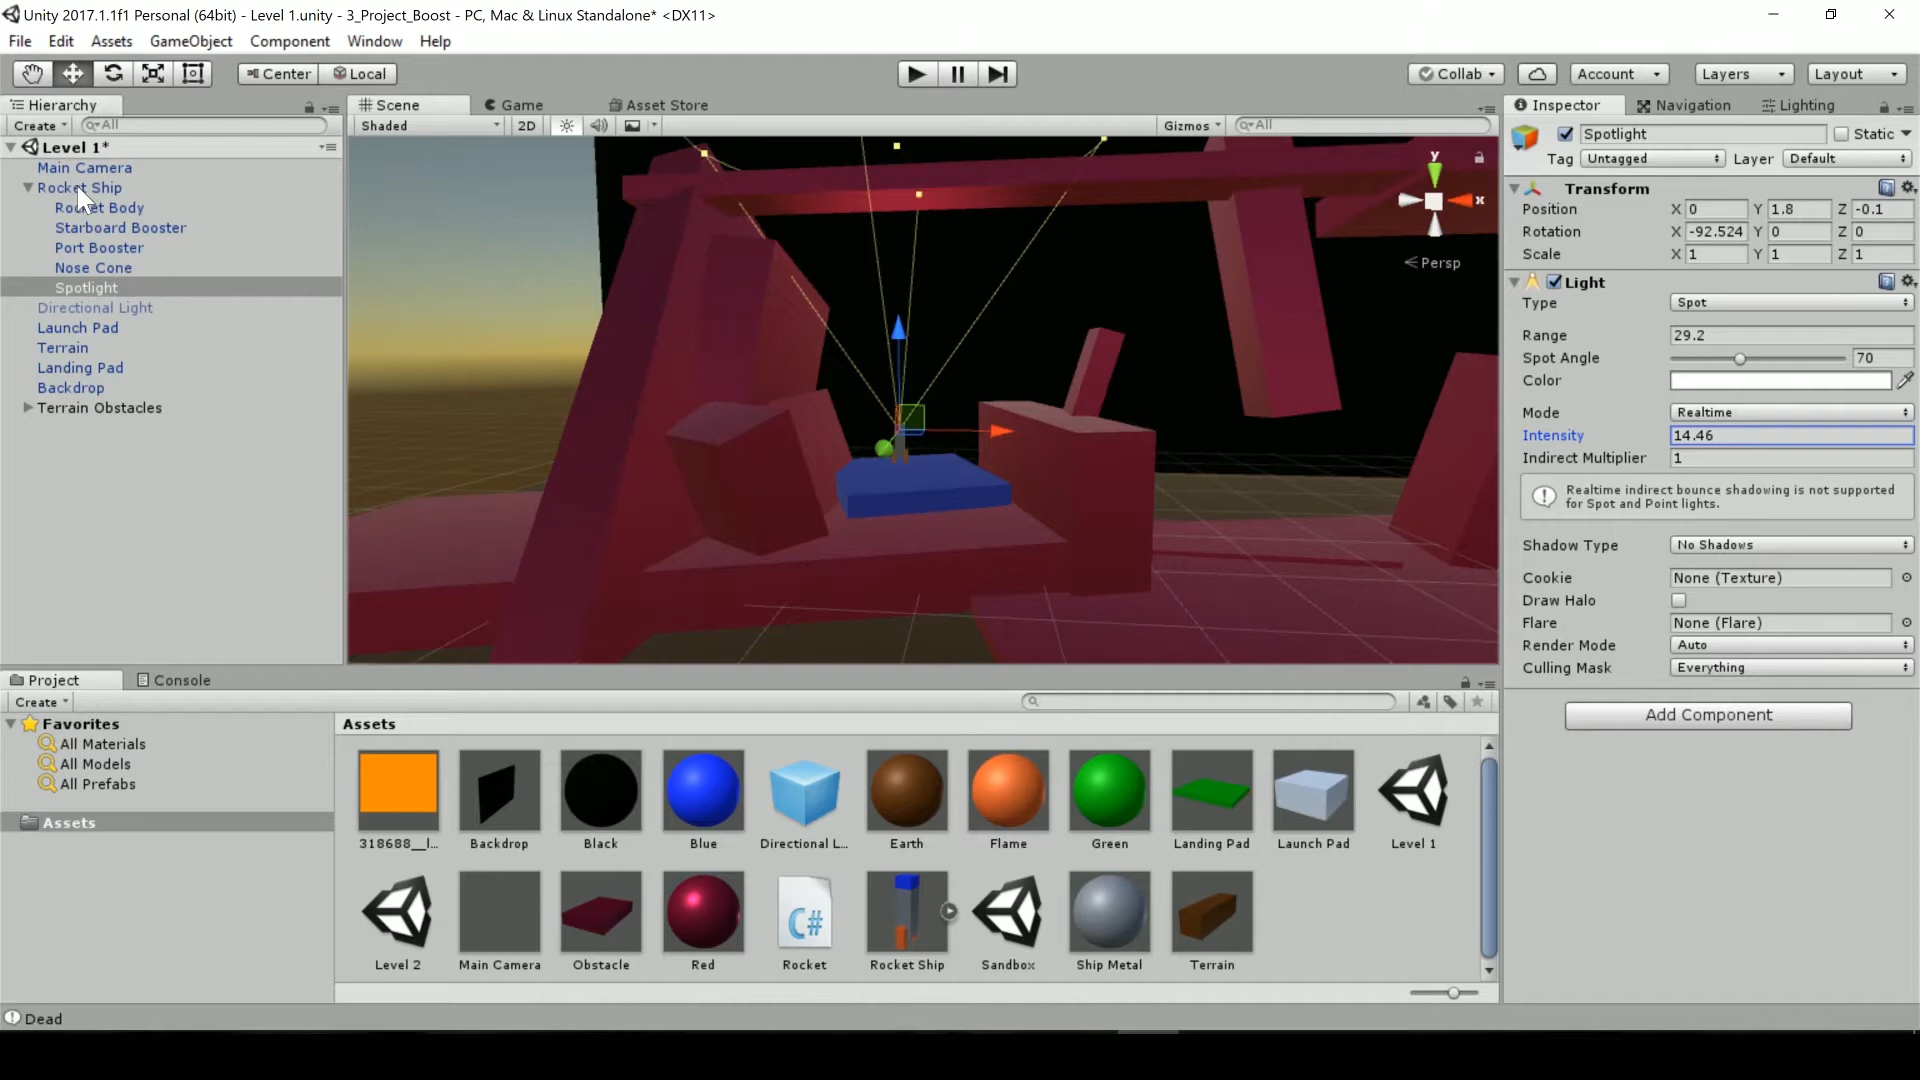 Unity 2017.1.1f1 Personal (64bit) - Level 1.unity - 3_Project_Boost - PC, Mac & Linux Standalone* <DX11>
File Edit Assets GameObject Component Window Help
Center Local Collab Account Layers Layout
Hierarchy
Create All
Level 1*
Main Camera
Rocket Ship
Rocket Body
Starboard Booster
Port Booster
Nose Cone
Spotlight
Directional Light
Launch Pad
Terrain
Landing Pad
Backdrop
Terrain Obstacles
Scene Game Asset Store
Shaded 2D Gizmos All
y
x
Persp
Inspector Navigation Lighting
Spotlight Static
Tag Untagged Layer Default
Transform
Position X 0 Y 1.8 Z -0.1
Rotation X -92.524 Y 0 Z 0
Scale X 1 Y 1 Z 1
Light
Type Spot
Range 29.2
Spot Angle 70
Color
Mode Realtime
Intensity 14.46
Indirect Multiplier 1
Realtime indirect bounce shadowing is not supported
for Spot and Point lights.
Shadow Type No Shadows
Cookie None (Texture)
Draw Halo
Flare None (Flare)
Render Mode Auto
Culling Mask Everything
Add Component
Project Console
Create
Favorites
All Materials
All Models
All Prefabs
Assets
Assets
318688__l... Backdrop Black Blue Directional L... Earth Flame Green Landing Pad Launch Pad Level 1
C#
Level 2 Main Camera Obstacle Red Rocket Rocket Ship Sandbox Ship Metal Terrain
Dead